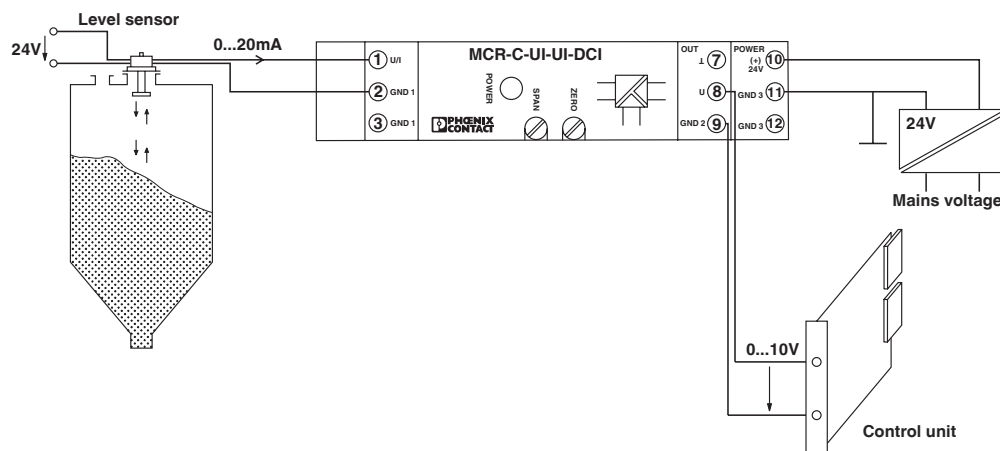 Level sensor
24V
0...20mA
1 U/I
2 GND 1
3 GND 1
MCR-C-UI-UI-DCI
POWER
SPAN
ZERO
PHŒNIX
CONTACT
OUT
⊥ 7
U 8
GND 2 9
POWER
(+) 10
24V
GND 3 11
GND 3 12
24V
Mains voltage
0...10V
Control unit